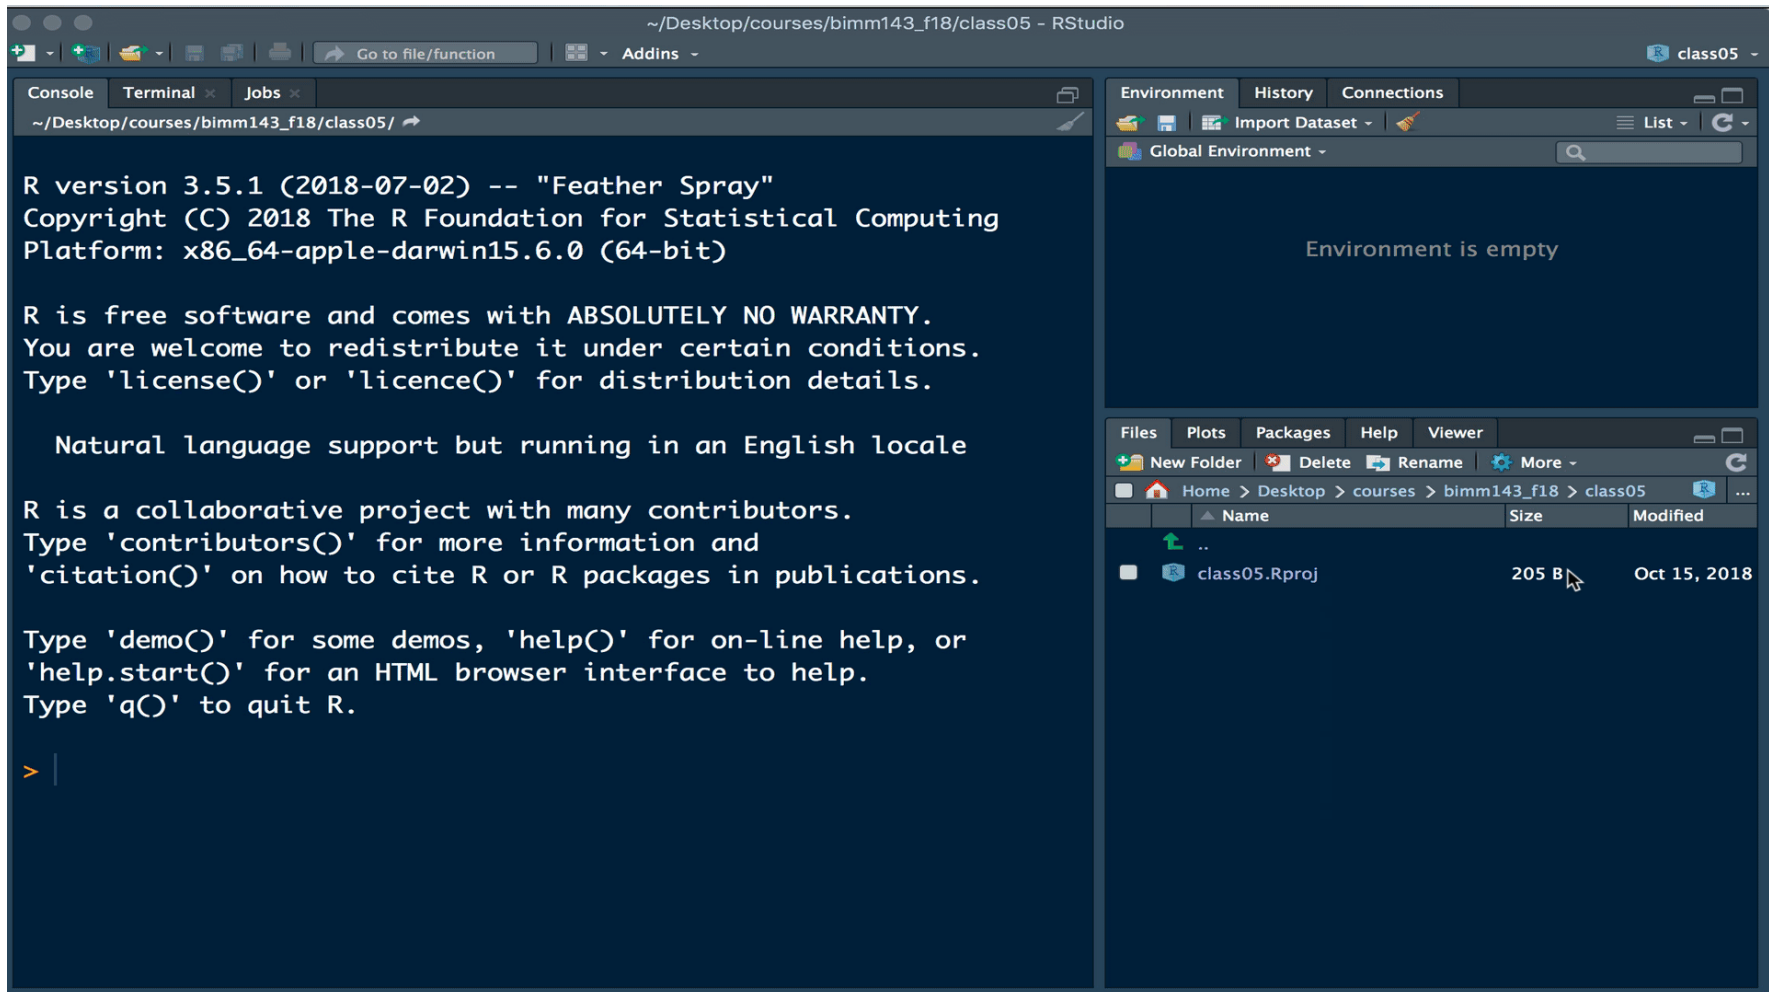 ~/Desktop/courses/bimm143_f18/class05 - RStudio
Go to file/function
Addins
class05
Console
Terminal
Jobs
~/Desktop/courses/bimm143_f18/class05/
R version 3.5.1 (2018-07-02) -- "Feather Spray"
Copyright (C) 2018 The R Foundation for Statistical Computing
Platform: x86_64-apple-darwin15.6.0 (64-bit)
R is free software and comes with ABSOLUTELY NO WARRANTY.
You are welcome to redistribute it under certain conditions.
Type 'license()' or 'licence()' for distribution details.
Natural language support but running in an English locale
R is a collaborative project with many contributors.
Type 'contributors()' for more information and
'citation()' on how to cite R or R packages in publications.
Type 'demo()' for some demos, 'help()' for on-line help, or
'help.start()' for an HTML browser interface to help.
Type 'q()' to quit R.
>
Environment
History
Connections
Import Dataset
List
Global Environment
Environment is empty
Files
Plots
Packages
Help
Viewer
New Folder
Delete
Rename
More
Home > Desktop > courses > bimm143_f18 > class05
...
Name
Size
Modified
..
class05.Rproj
205 B
Oct 15, 2018